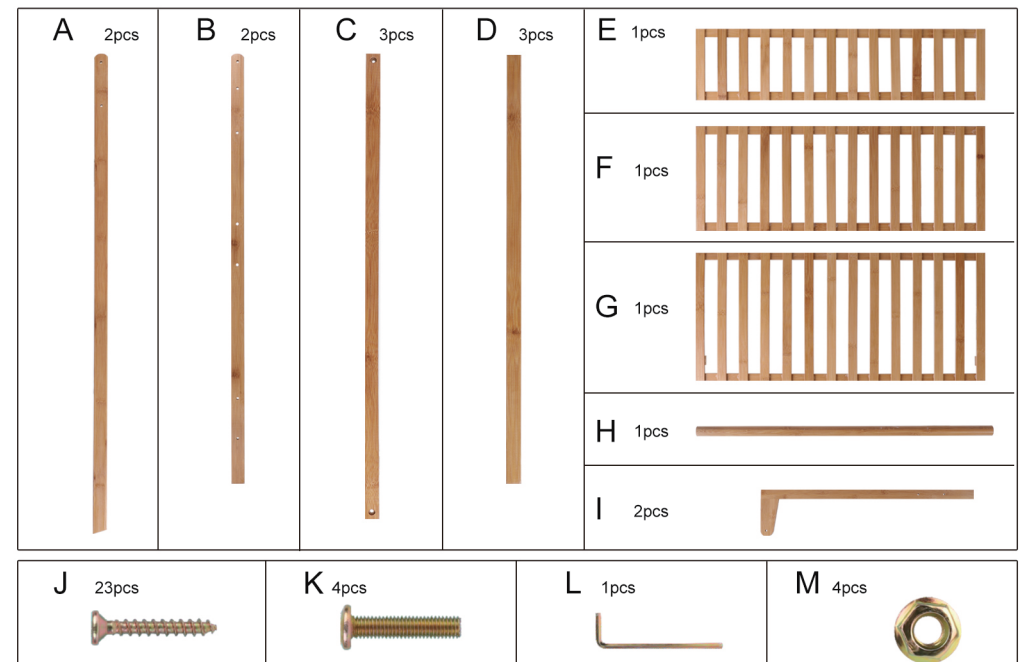 A 2pcs
B 2pcs
C 3pcs
D 3pcs
E 1pcs
F 1pcs
G 1pcs
H 1pcs
I 2pcs
J 23pcs
K 4pcs
L 1pcs
M 4pcs